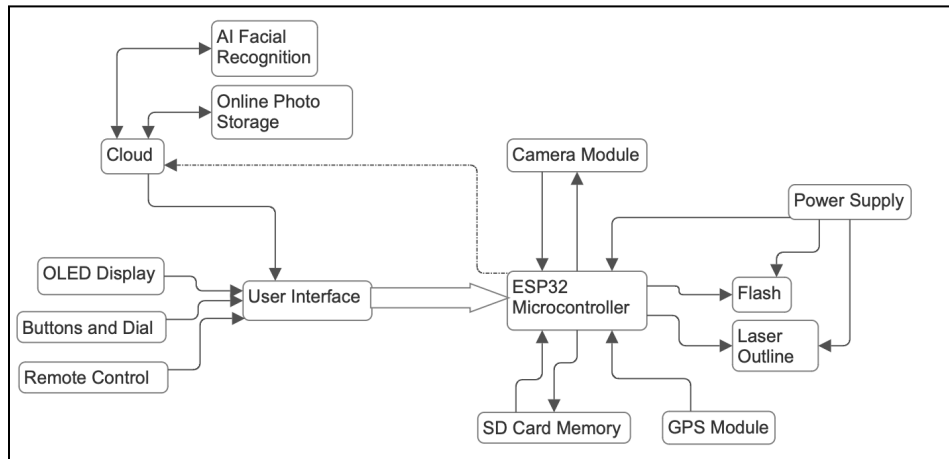 AI Facial
Recognition
Online Photo
Storage
Cloud
Camera Module
Power Supply
OLED Display
User Interface
ESP32
Microcontroller
Flash
Buttons and Dial
Laser
Outline
Remote Control
SD Card Memory
GPS Module